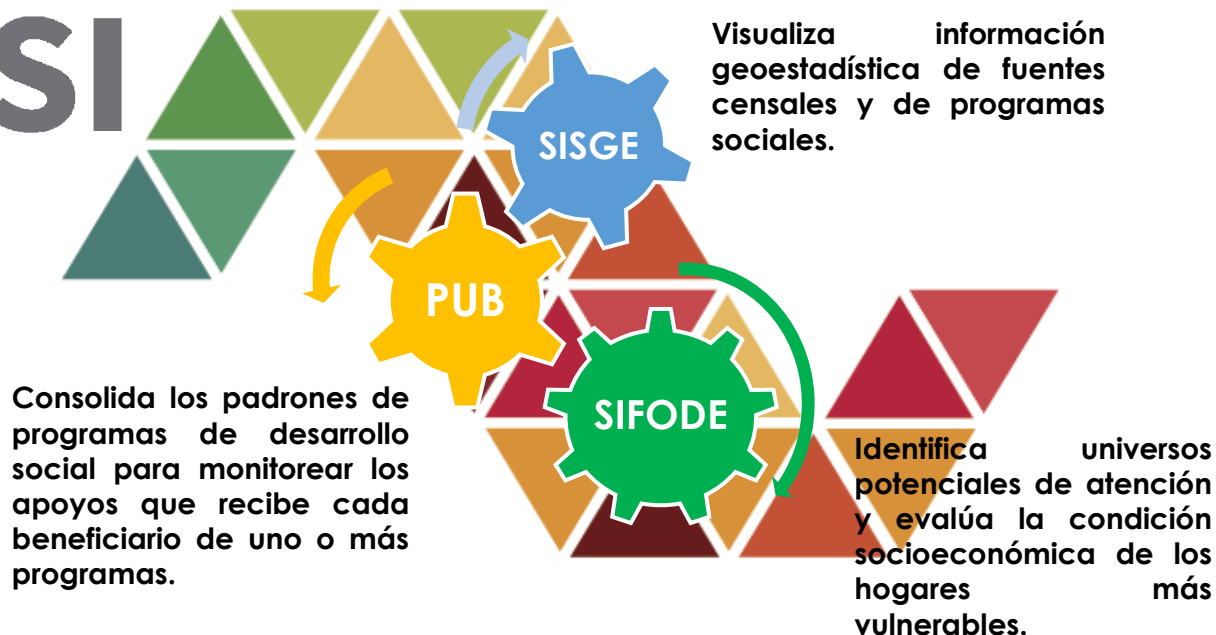 SI
Visualiza información
geoestadística de fuentes
censales y de programas
sociales.
SISGE
PUB
SIFODE
Consolida los padrones de
programas de desarrollo
social para monitorear los
apoyos que recibe cada
beneficiario de uno o más
programas.
Identifica universos
potenciales de atención
y evalúa la condición
socioeconómica de los
hogares más
vulnerables.